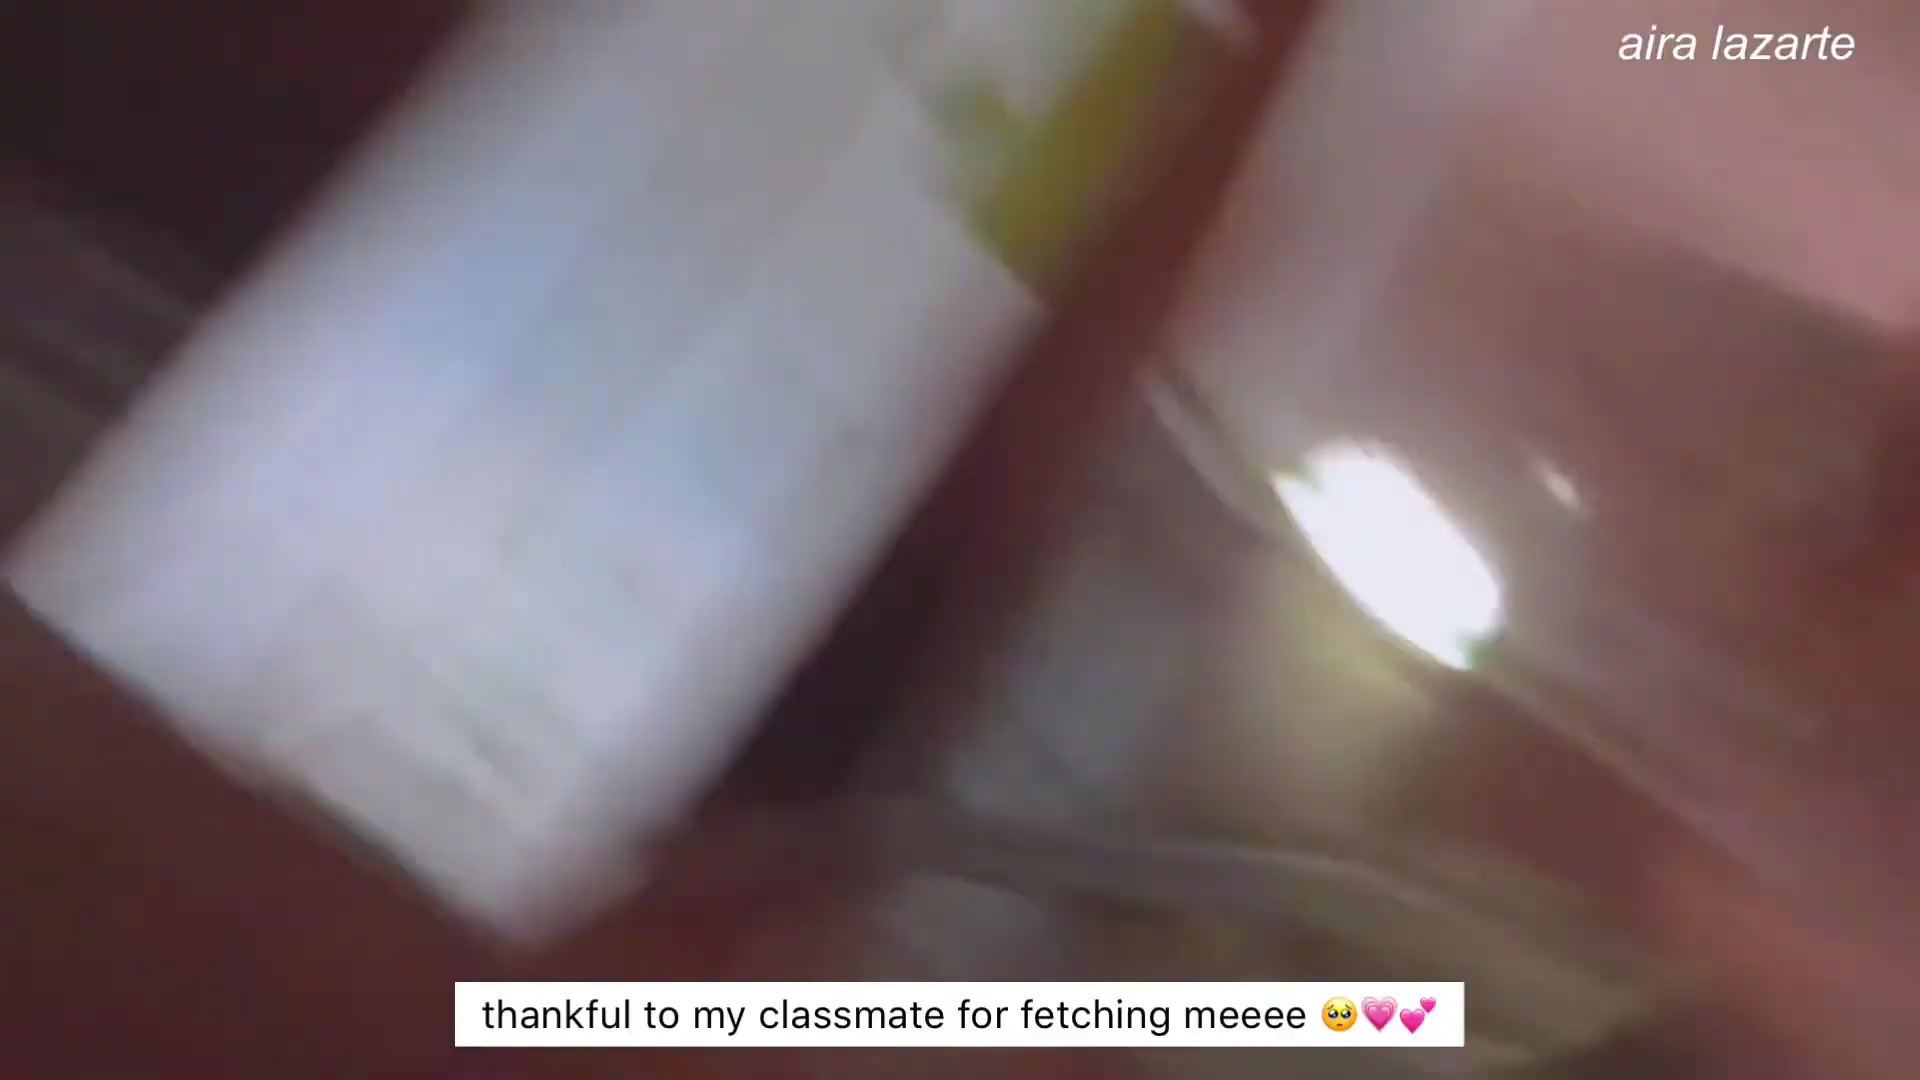 aira lazarte
thankful to my classmate for fetching meeee 🥺💗💕